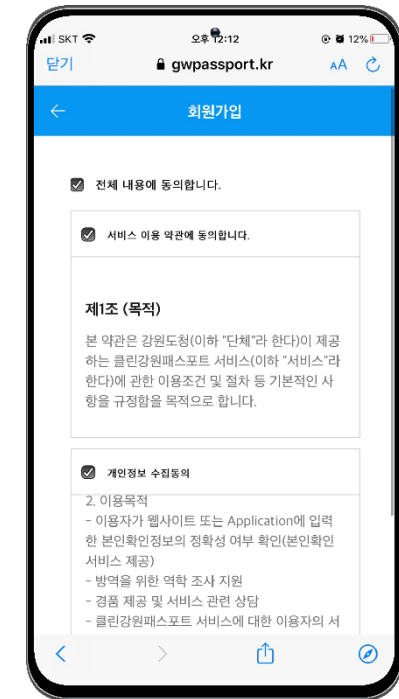 SKT 오후 12:12 12%
닫기 gwpassport.kr AA
회원가입
전체 내용에 동의합니다.
서비스 이용 약관에 동의합니다.
제1조 (목적)
본 약관은 강원도청(이하 "단체"라 한다)이 제공
하는 클린강원패스포트 서비스(이하 "서비스"라
한다)에 관한 이용조건 및 절차 등 기본적인 사
항을 규정함을 목적으로 합니다.
개인정보 수집동의
2. 이용목적
- 이용자가 웹사이트 또는 Application에 입력
한 본인확인정보의 정확성 여부 확인(본인확인
서비스 제공)
- 방역을 위한 역학 조사 지원
- 경품 제공 및 서비스 관련 상담
- 클린강원패스포트 서비스에 대한 이용자의 서